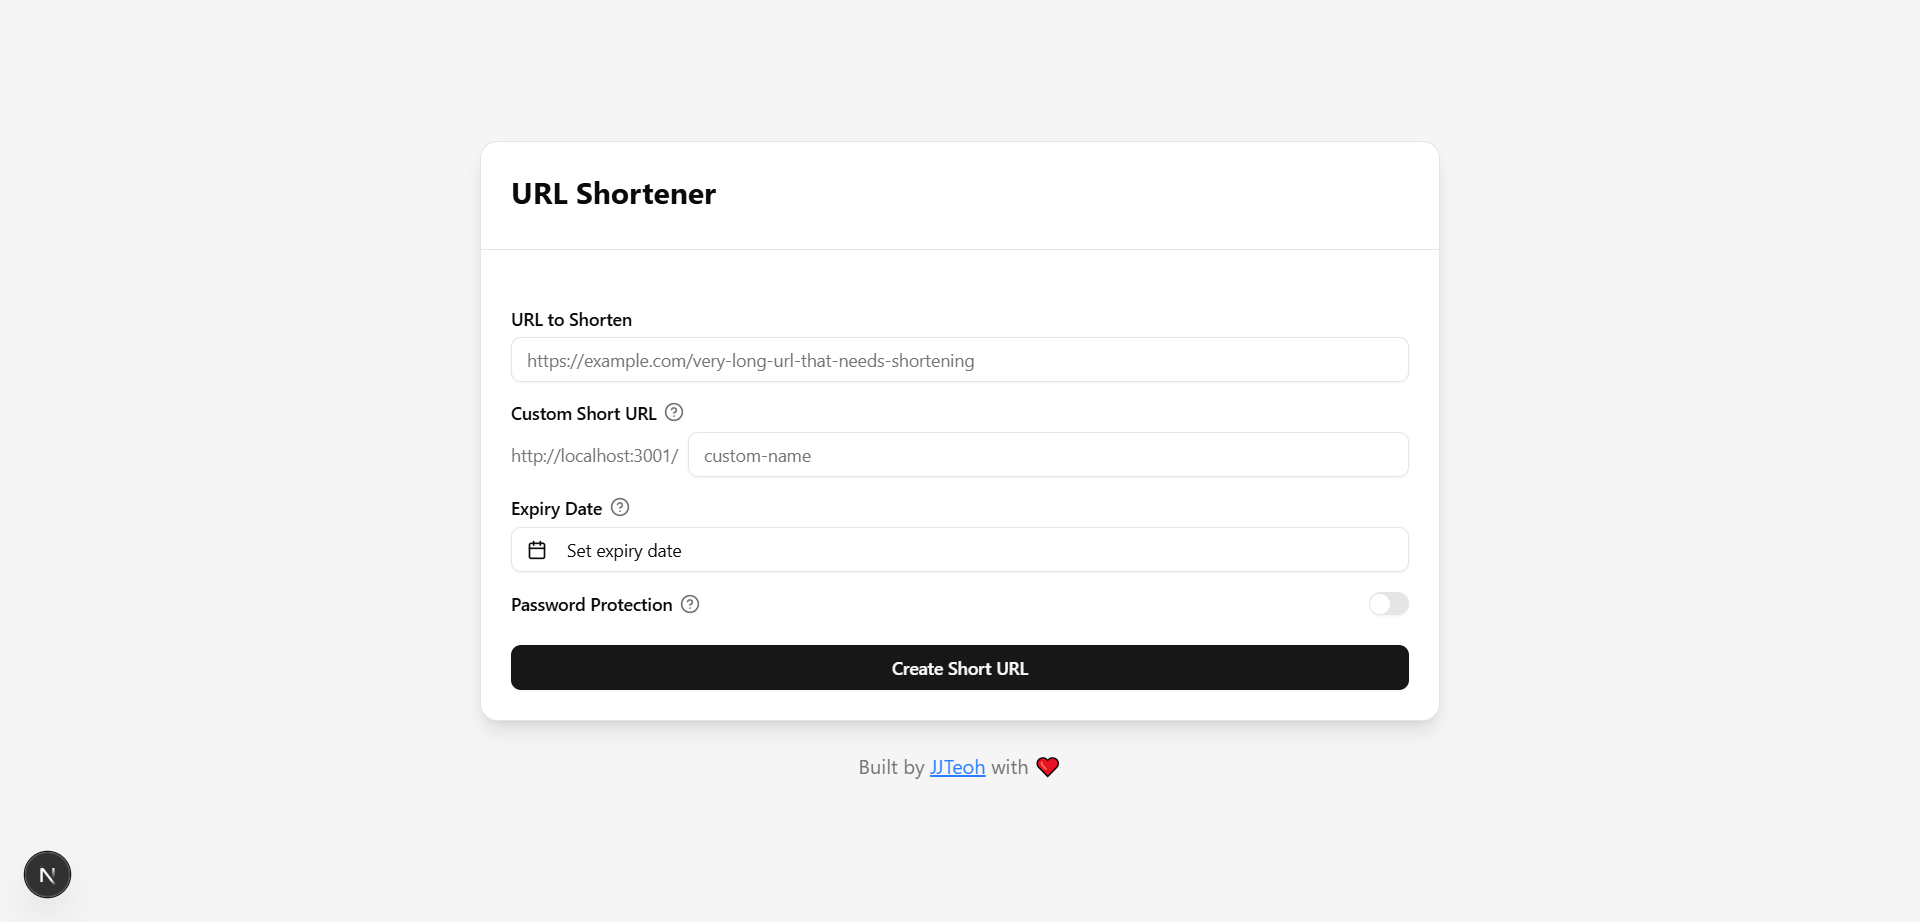 URL Shortener
URL to Shorten
https://example.com/very-long-url-that-needs-shortening
Custom Short URL
http://localhost:3001/ custom-name
Expiry Date
Set expiry date
Password Protection
Create Short URL
Built by JJTeoh with ❤️
N